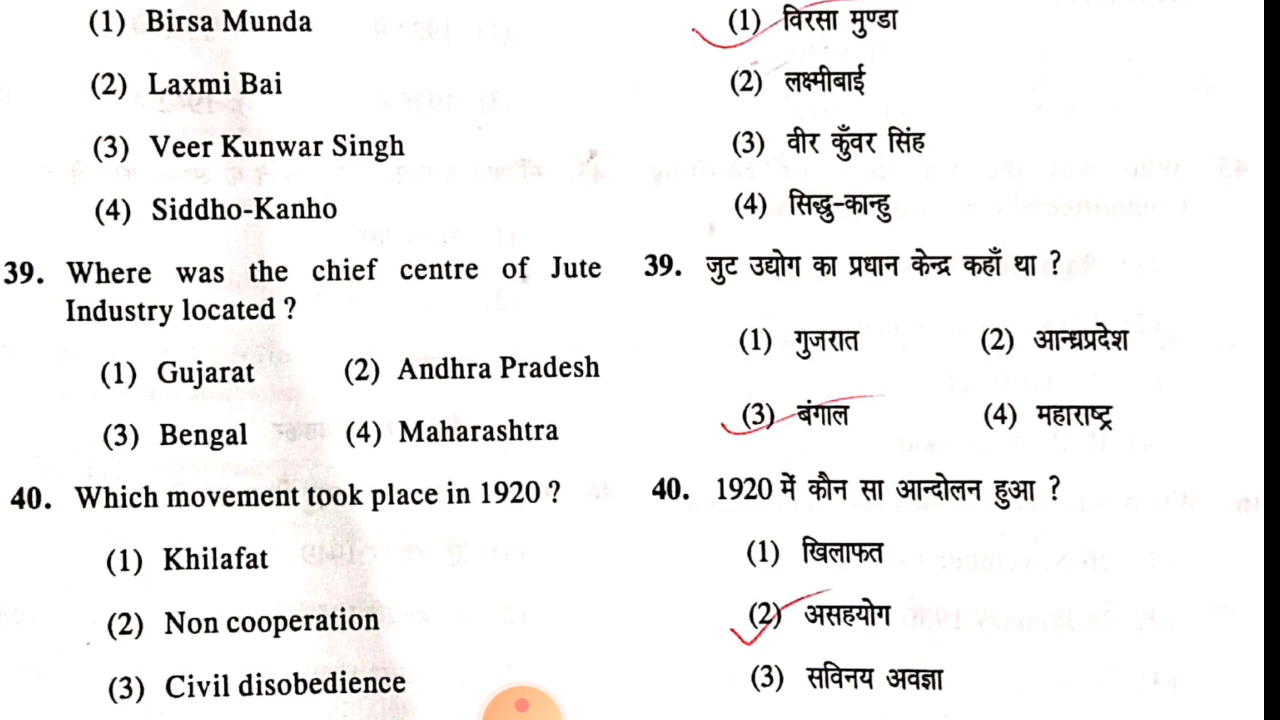 (1) Birsa Munda
(2) Laxmi Bai
(3) Veer Kunwar Singh
(4) Siddho-Kanho
39. Where was the chief centre of Jute
Industry located ?
(1) Gujarat (2) Andhra Pradesh
(3) Bengal (4) Maharashtra
40. Which movement took place in 1920 ?
(1) Khilafat
(2) Non cooperation
(3) Civil disobedience
(1) विरसा मुण्डा
(2) लक्ष्मीबाई
(3) वीर कुँवर सिंह
(4) सिद्धु-कान्हु
39. जुट उद्योग का प्रधान केन्द्र कहाँ था ?
(1) गुजरात (2) आन्ध्रप्रदेश
(3) बंगाल (4) महाराष्ट्र
40. 1920 में कौन सा आन्दोलन हुआ ?
(1) खिलाफत
(2) असहयोग
(3) सविनय अवज्ञा